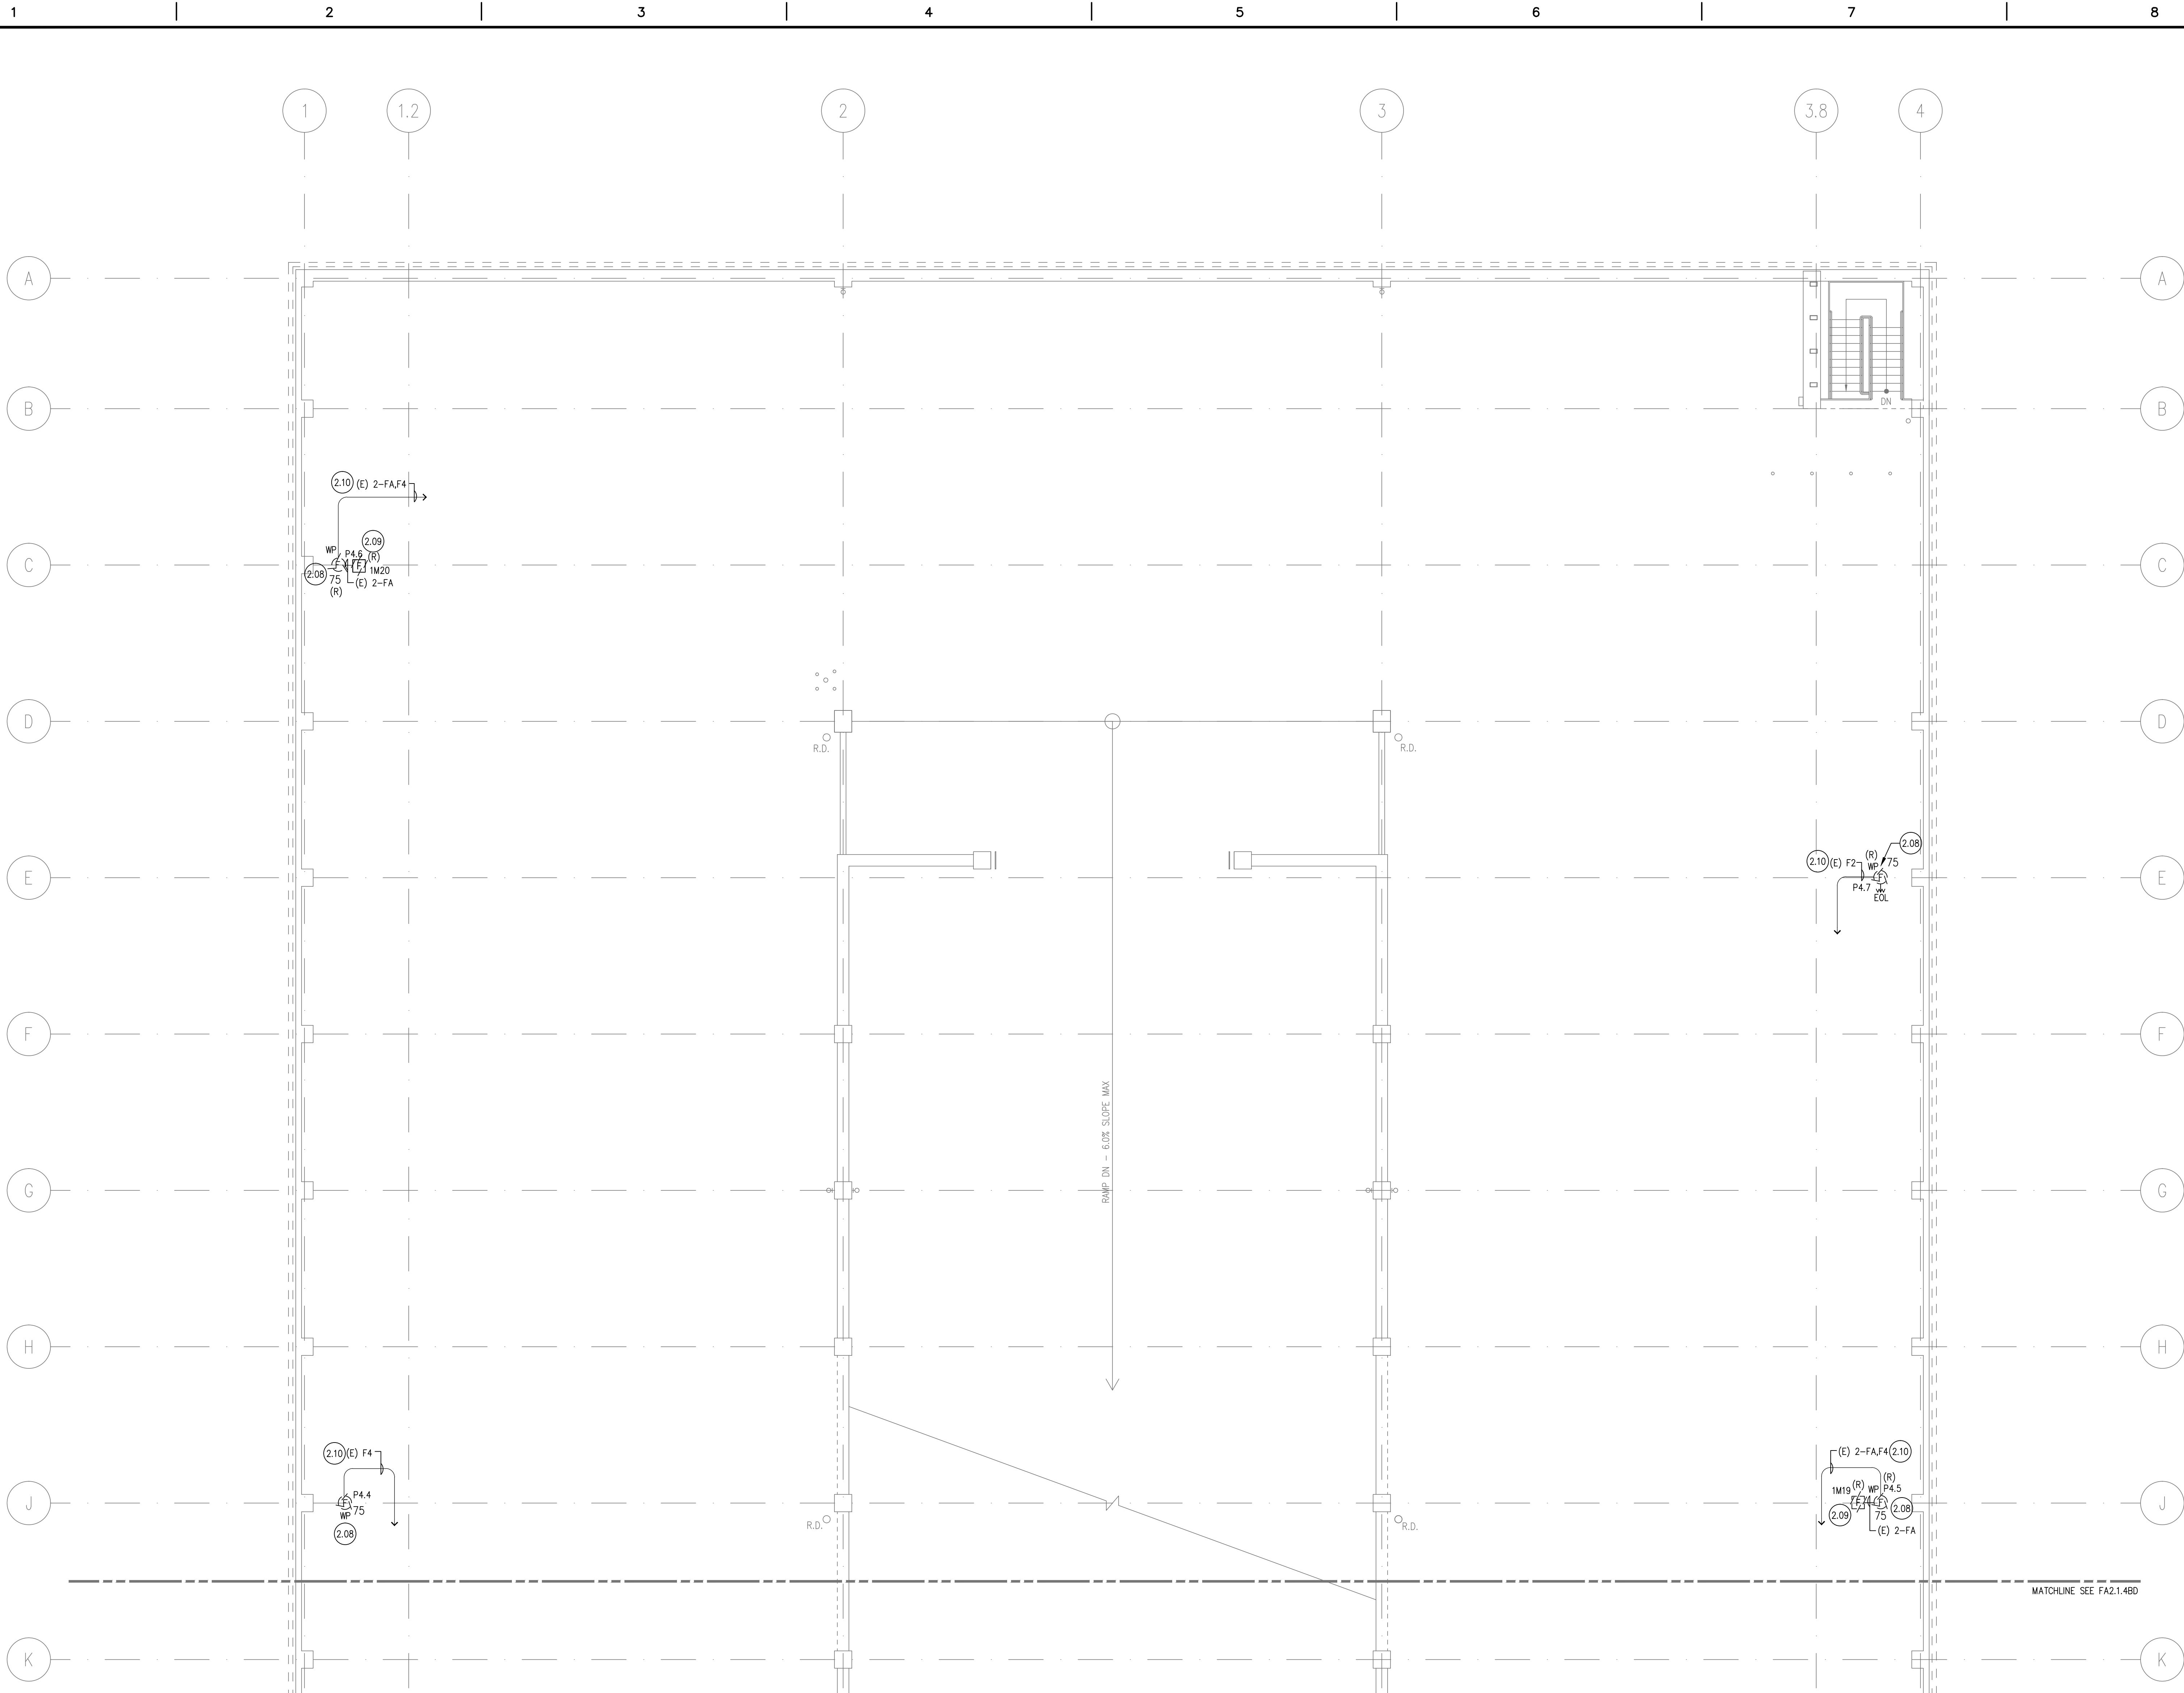 1 2 3 4 5 6 7 8
1 1.2 2 3 3.8 4
A A
B DN B
2.10 (E) 2-FA,F4
2.09
WP P4.6 (R)
C F F C
2.08 75 1M20
(E) 2-FA
(R)
D D
R.D. R.D.
2.08
(R)
2.10 (E) F2 WP 75
E F E
P4.7
EOL
F F
RAMP DN - 6.0% SLOPE MAX
G G
H H
2.10 (E) F4 (E) 2-FA,F4 2.10
(R) (R)
P4.4 1M19 WP P4.5
J F F F J
75 2.09 75 2.08
WP
R.D. R.D.
(E) 2-FA
2.08
MATCHLINE SEE FA2.1.4BD
K K